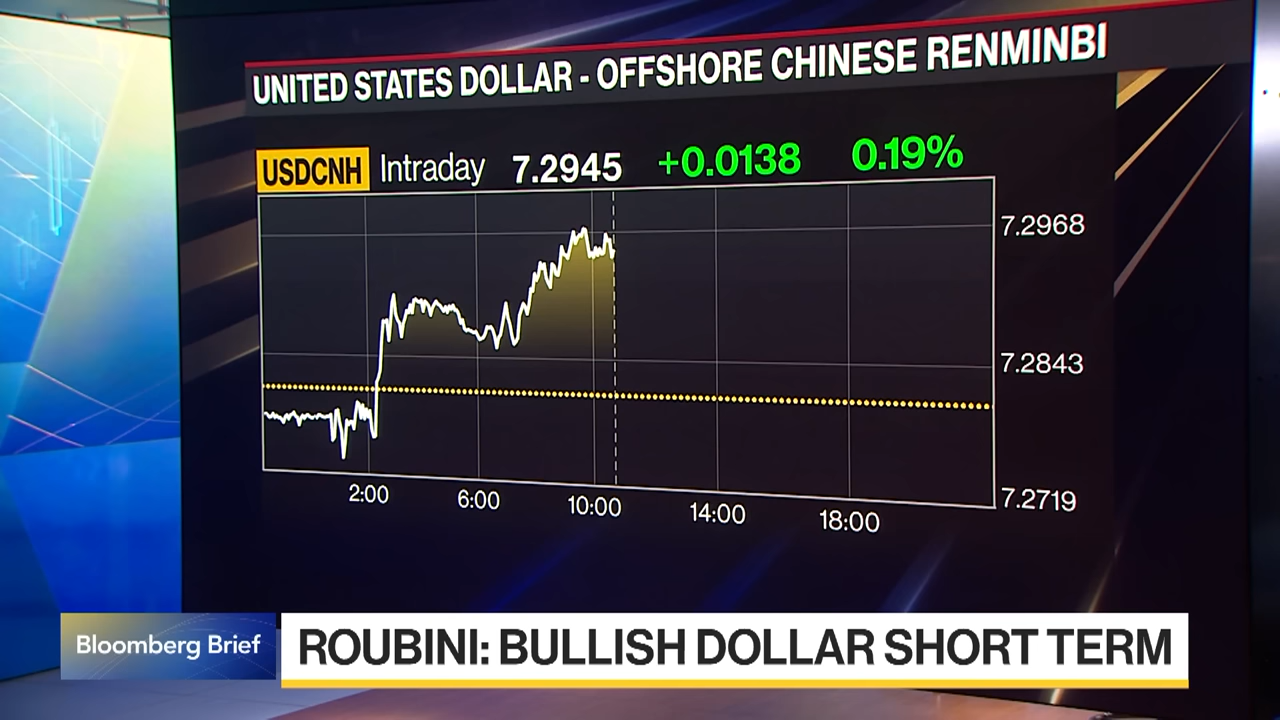 UNITED STATES DOLLAR - OFFSHORE CHINESE RENMINBI
USDCNH Intraday 7.2945 +0.0138 0.19%
7.2968
7.2843
7.2719
2:00 6:00 10:00 14:00 18:00
Bloomberg Brief
ROUBINI: BULLISH DOLLAR SHORT TERM